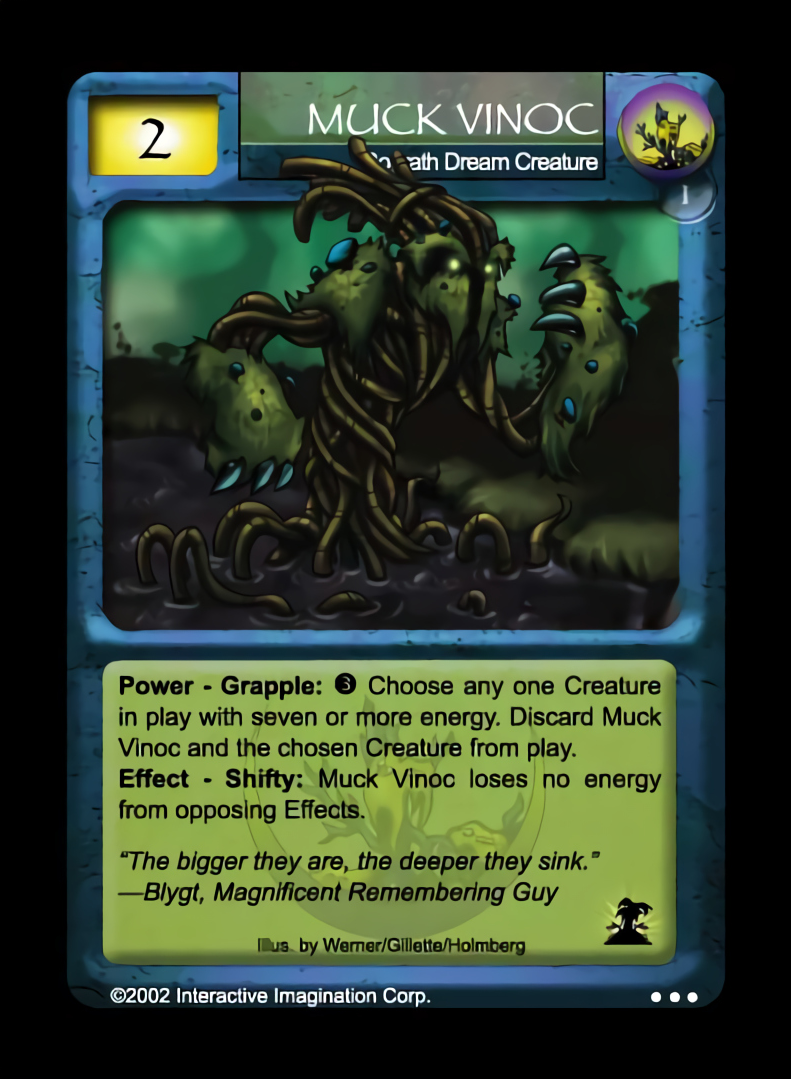 2
MUCK VINOC
Dream Creature
1
Power - Grapple: ❸ Choose any one Creature
in play with seven or more energy. Discard Muck
Vinoc and the chosen Creature from play.
Effect - Shifty: Muck Vinoc loses no energy
from opposing Effects.
"The bigger they are, the deeper they sink."
—Blygt, Magnificent Remembering Guy
Illus. by Werner/Gillette/Holmberg
©2002 Interactive Imagination Corp.